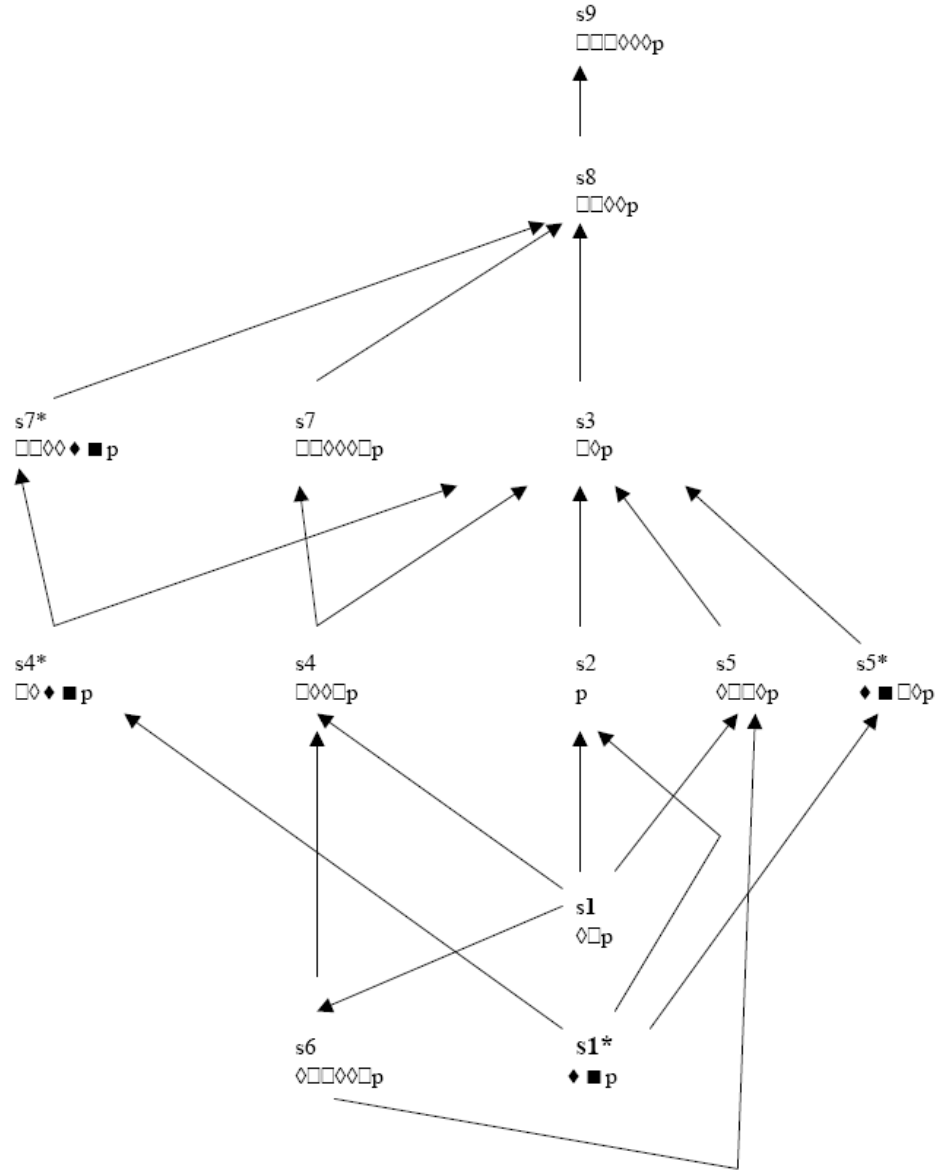 s9
□□□◊◊◊p
s8
□□◊◊p
s7*
□□◊◊♦■p
s7
□□◊◊◊□p
s3
□◊p
s4*
□◊♦■p
s4
□◊◊□p
s2
p
s5
◊□□◊p
s5*
♦■□◊p
s1
◊□p
s6
◊□□◊◊□p
s1*
♦■p